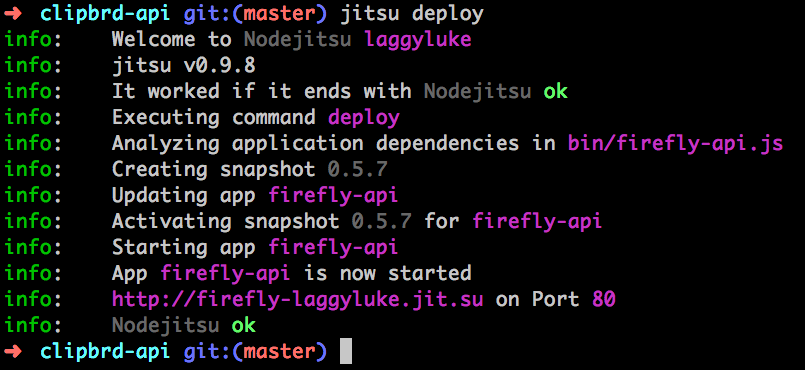 ➜ clipbrd-api git:(master) jitsu deploy
info: Welcome to Nodejitsu laggyluke
info: jitsu v0.9.8
info: It worked if it ends with Nodejitsu ok
info: Executing command deploy
info: Analyzing application dependencies in bin/firefly-api.js
info: Creating snapshot 0.5.7
info: Updating app firefly-api
info: Activating snapshot 0.5.7 for firefly-api
info: Starting app firefly-api
info: App firefly-api is now started
info: http://firefly-laggyluke.jit.su on Port 80
info: Nodejitsu ok
➜ clipbrd-api git:(master)